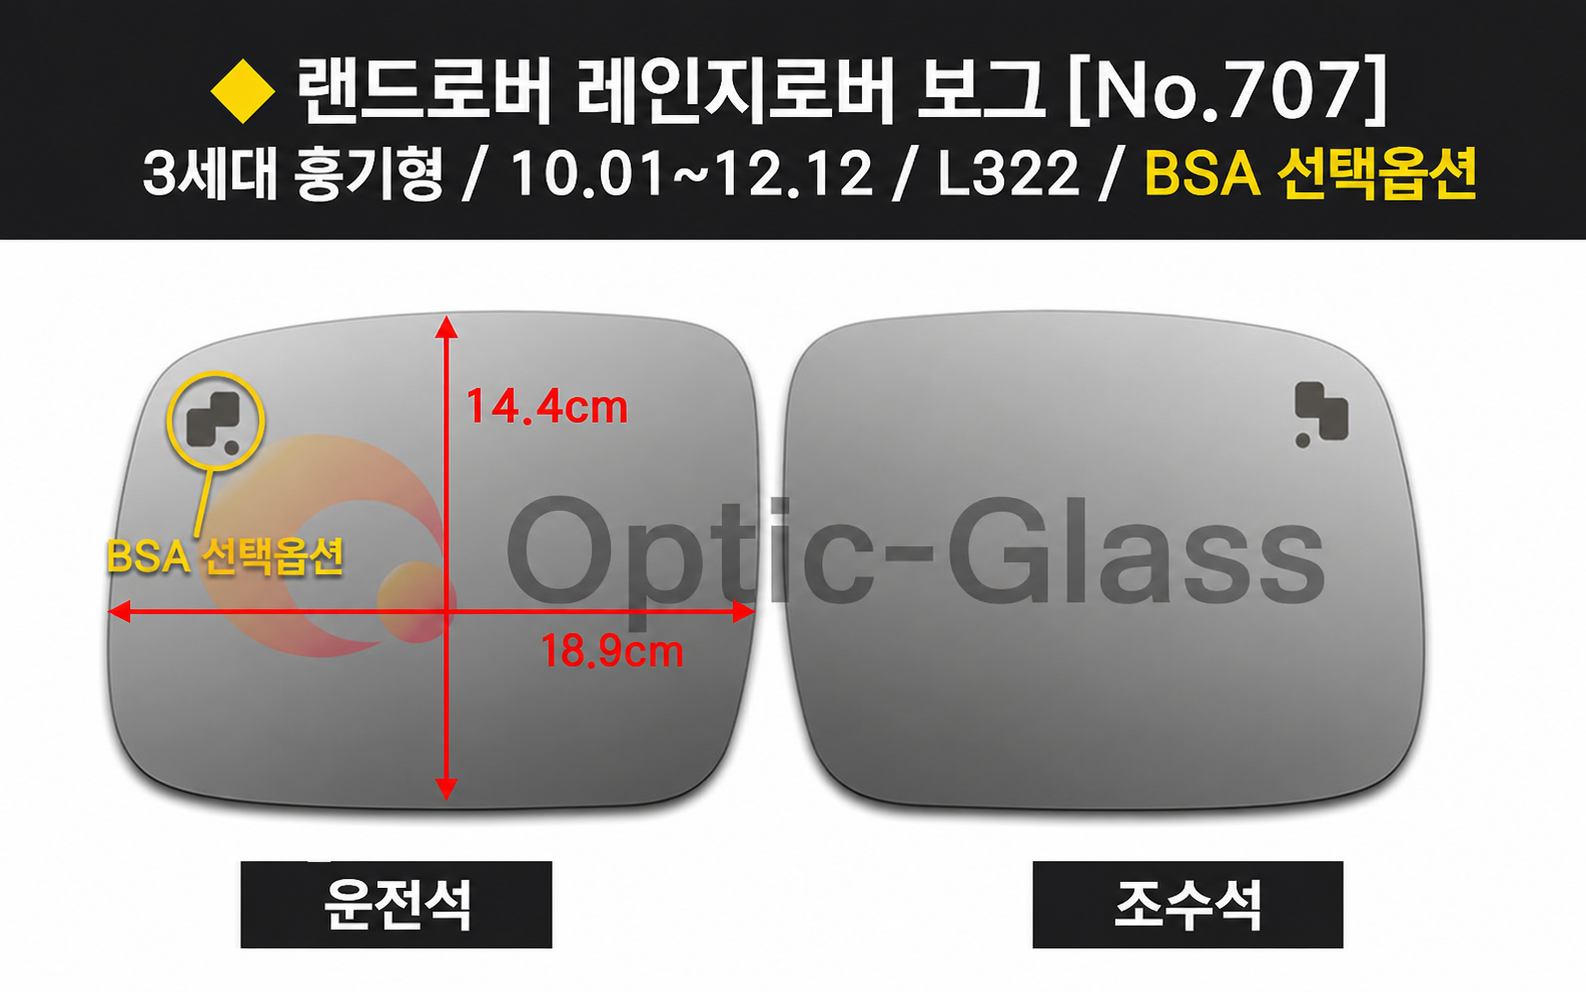 ◆ 랜드로버 레인지로버 보그 [No.707]
3세대 흥기형 / 10.01~12.12 / L322 / BSA 선택옵션
14.4cm
BSA 선택옵션
Optic-Glass
18.9cm
운전석
조수석